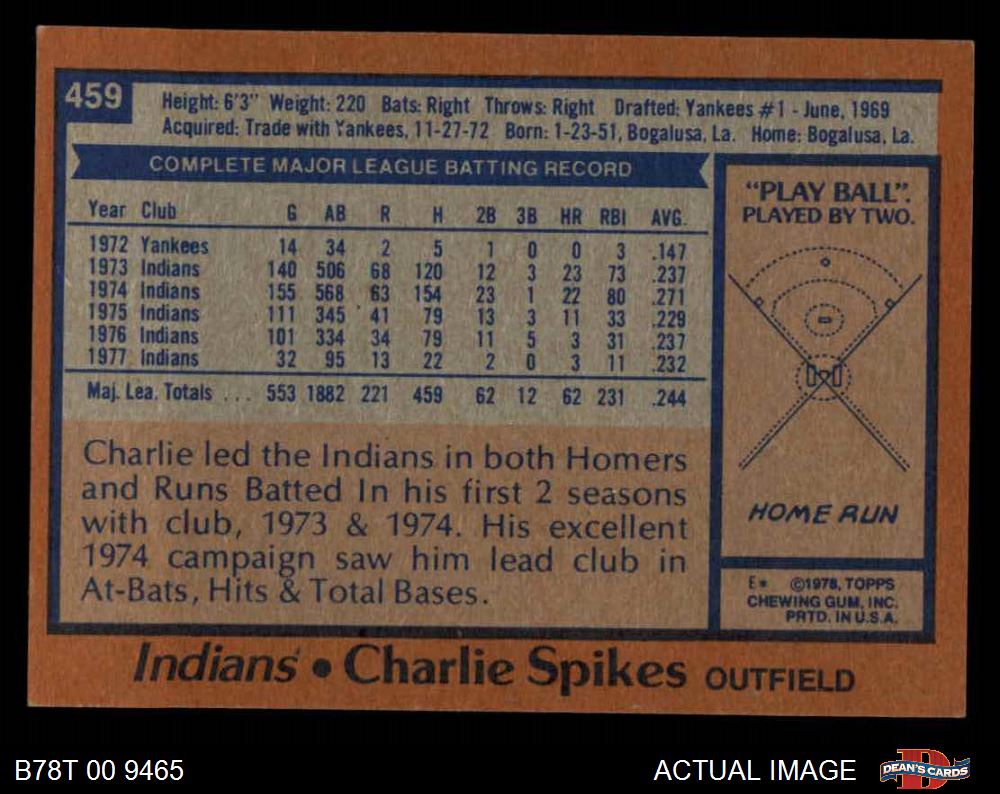 459
Height: 6'3" Weight: 220 Bats: Right Throws: Right Drafted: Yankees #1 - June, 1969
Acquired: Trade with Yankees, 11-27-72 Born: 1-23-51, Bogalusa, La. Home: Bogalusa, La.
COMPLETE MAJOR LEAGUE BATTING RECORD
Year Club G AB R H 2B 3B HR RBI AVG.
1972 Yankees 14 34 2 5 1 0 0 3 .147
1973 Indians 140 506 68 120 12 3 23 73 .237
1974 Indians 155 568 63 154 23 1 22 80 .271
1975 Indians 111 345 41 79 13 3 11 33 .229
1976 Indians 101 334 34 79 11 5 3 31 .237
1977 Indians 32 95 13 22 2 0 3 11 .232
Maj. Lea. Totals ... 553 1882 221 459 62 12 62 231 .244
Charlie led the Indians in both Homers
and Runs Batted In his first 2 seasons
with club, 1973 & 1974. His excellent
1974 campaign saw him lead club in
At-Bats, Hits & Total Bases.
"PLAY BALL".
PLAYED BY TWO.
HOME RUN
E* ©1978, TOPPS
CHEWING GUM, INC.
PRTD. IN U.S.A.
Indians • Charlie Spikes OUTFIELD
B78T 00 9465
ACTUAL IMAGE
DEAN'S CARDS